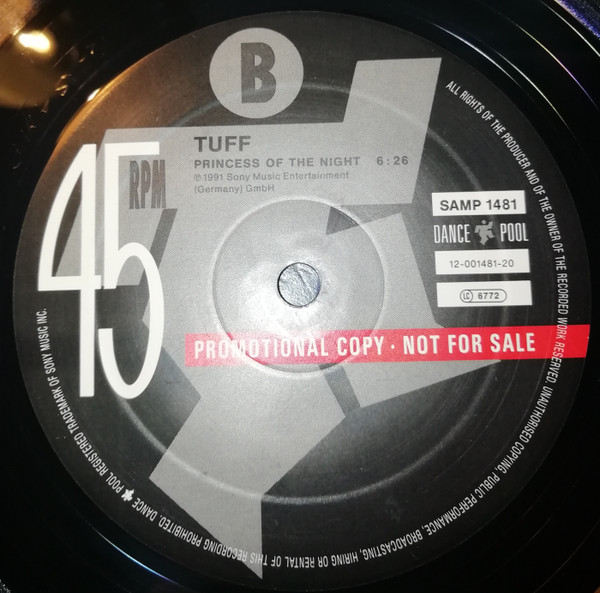 B
TUFF
PRINCESS OF THE NIGHT 6:26
℗ 1991 Sony Music Entertainment
(Germany) GmbH
45
RPM
SAMP 1481
DANCE POOL
12-001481-20
LC 6772
PROMOTIONAL COPY · NOT FOR SALE
ALL RIGHTS OF THE PRODUCER AND OF THE OWNER OF THE RECORDED WORK RESERVED. UNAUTHORISED COPYING, PUBLIC PERFORMANCE, BROADCASTING, HIRING OR RENTAL OF THIS RECORDING PROHIBITED. DANCE POOL REGISTERED TRADEMARK OF SONY MUSIC INC.